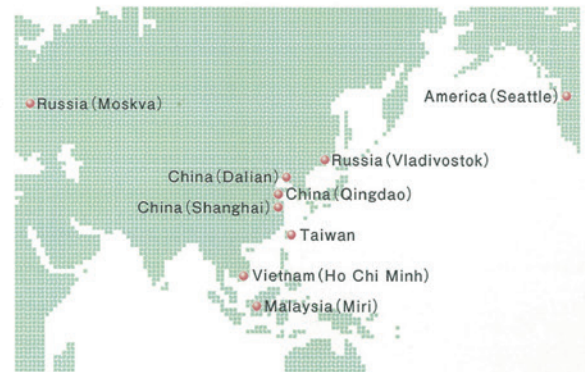 America(Seattle)
Russia(Moskva)
Russia(Vladivostok)
China(Dalian)
China(Qingdao)
China(Shanghai)
Taiwan
Vietnam(Ho Chi Minh)
Malaysia(Miri)